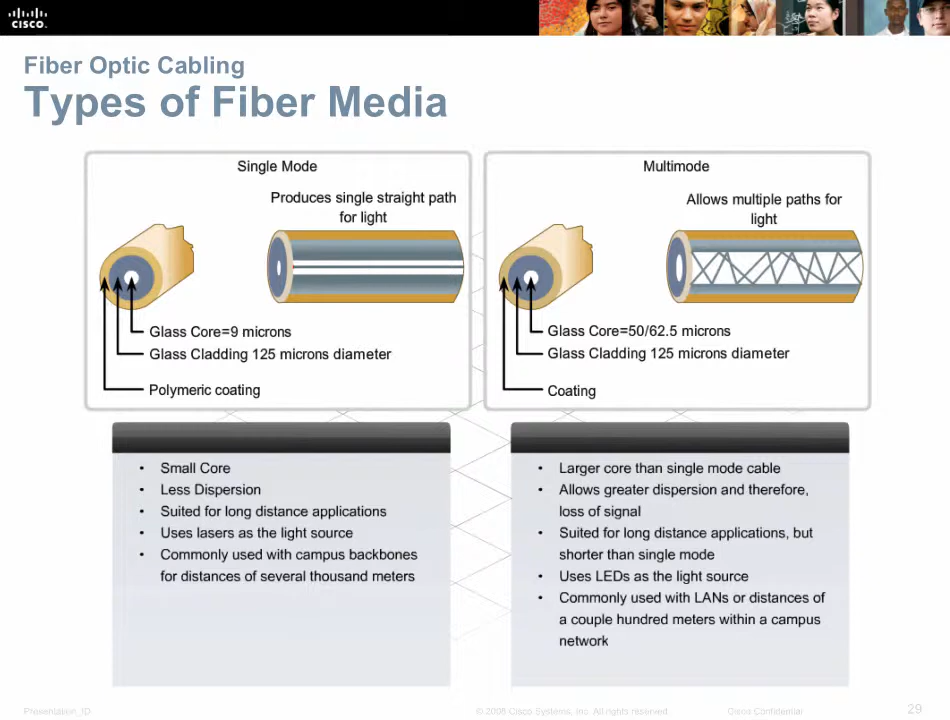 cisco
Fiber Optic Cabling
Types of Fiber Media
Single Mode
Produces single straight path
for light
Glass Core=9 microns
Glass Cladding 125 microns diameter
Polymeric coating
Multimode
Allows multiple paths for
light
Glass Core=50/62.5 microns
Glass Cladding 125 microns diameter
Coating
• Small Core
• Less Dispersion
• Suited for long distance applications
• Uses lasers as the light source
• Commonly used with campus backbones
for distances of several thousand meters
• Larger core than single mode cable
• Allows greater dispersion and therefore,
loss of signal
• Suited for long distance applications, but
shorter than single mode
• Uses LEDs as the light source
• Commonly used with LANs or distances of
a couple hundred meters within a campus
network
Presentation_ID
© 2008 Cisco Systems, Inc. All rights reserved.
Cisco Confidential
29